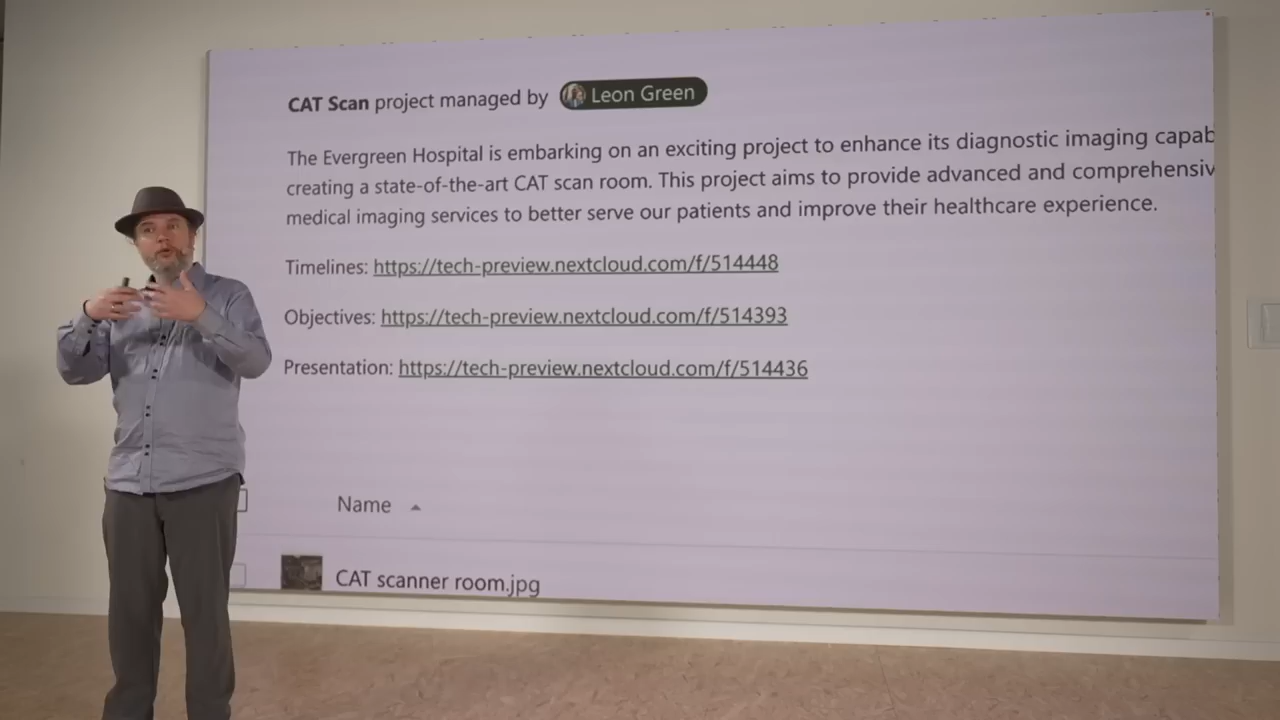 CAT Scan project managed by Leon Green
The Evergreen Hospital is embarking on an exciting project to enhance its diagnostic imaging capab
creating a state-of-the-art CAT scan room. This project aims to provide advanced and comprehensiv
medical imaging services to better serve our patients and improve their healthcare experience.
Timelines: https://tech-preview.nextcloud.com/f/514448
Objectives: https://tech-preview.nextcloud.com/f/514393
Presentation: https://tech-preview.nextcloud.com/f/514436
Name
CAT scanner room.jpg